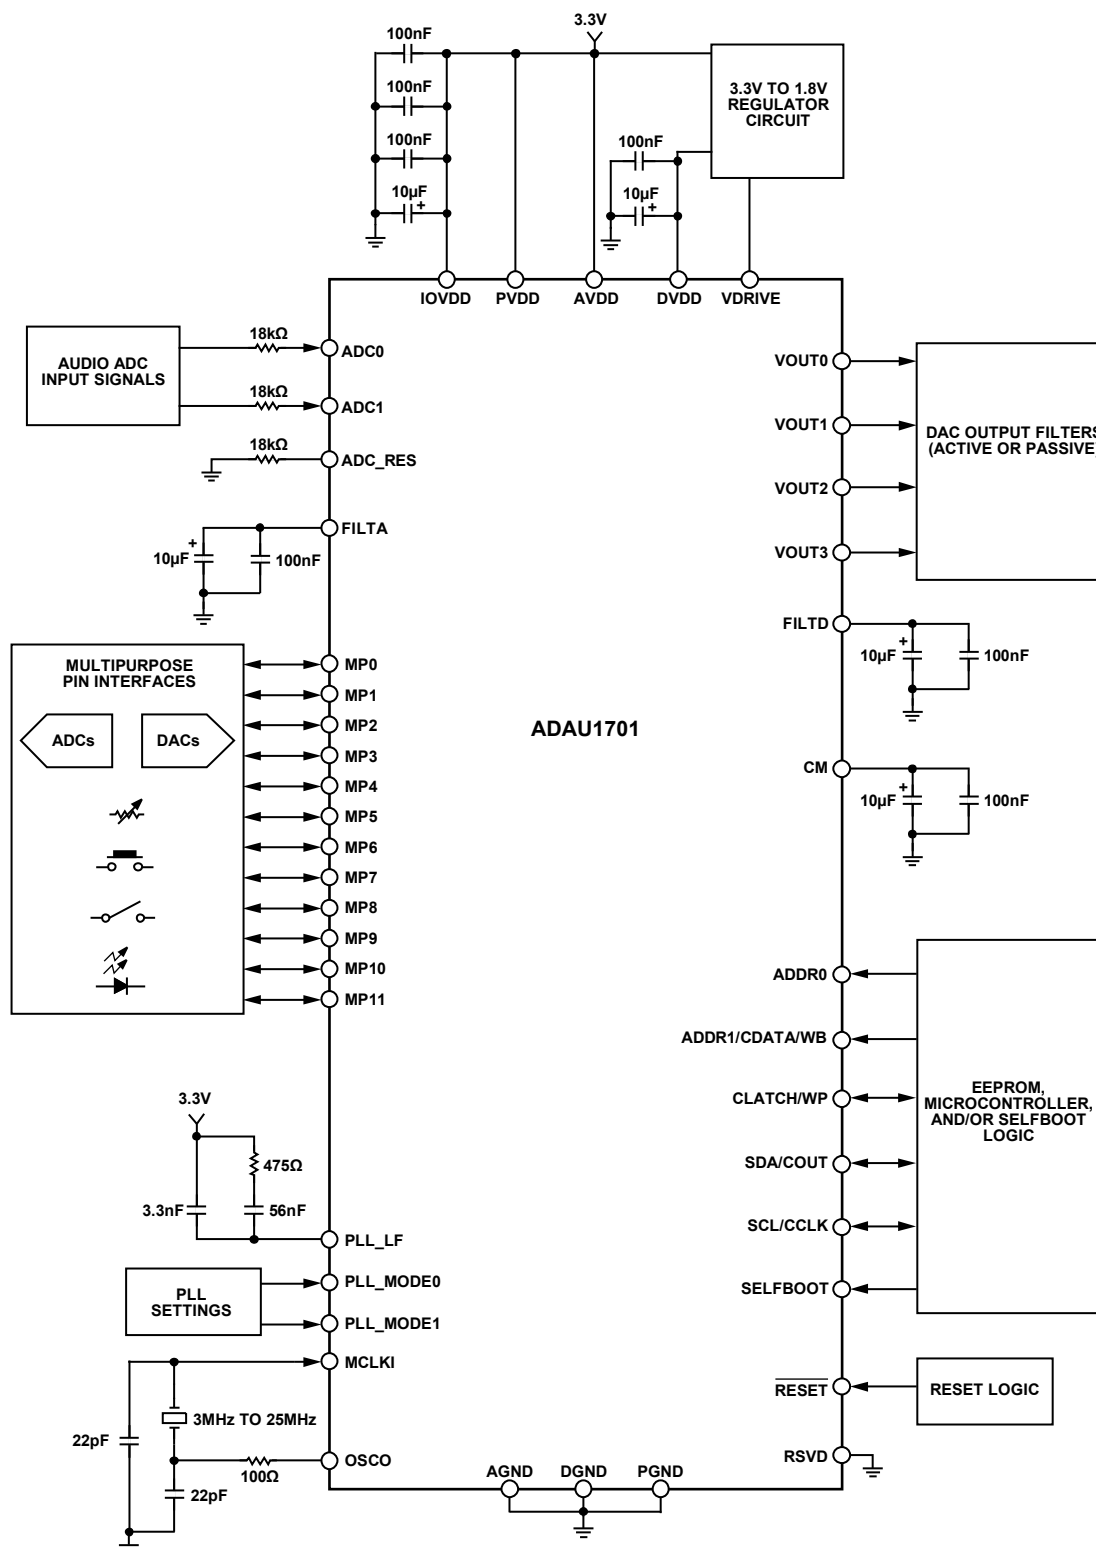 3.3V
100nF
100nF
100nF
10µF
+
3.3V TO 1.8V
REGULATOR
CIRCUIT
100nF
10µF
+
IOVDD
PVDD
AVDD
DVDD
VDRIVE
AUDIO ADC
INPUT SIGNALS
18kΩ
ADC0
18kΩ
ADC1
18kΩ
ADC_RES
FILTA
+
10µF
100nF
MULTIPURPOSE
PIN INTERFACES
ADCs
DACs
MP0
MP1
MP2
MP3
MP4
MP5
MP6
MP7
MP8
MP9
MP10
MP11
3.3V
475Ω
3.3nF
56nF
PLL_LF
PLL
SETTINGS
PLL_MODE0
PLL_MODE1
MCLKI
3MHz TO 25MHz
22pF
100Ω
OSCO
22pF
ADAU1701
VOUT0
VOUT1
VOUT2
VOUT3
DAC OUTPUT FILTERS
(ACTIVE OR PASSIVE)
FILTD
+
10µF
100nF
CM
+
10µF
100nF
ADDR0
ADDR1/CDATA/WB
CLATCH/WP
SDA/COUT
SCL/CCLK
SELFBOOT
EEPROM,
MICROCONTROLLER,
AND/OR SELFBOOT
LOGIC
RESET
RESET LOGIC
RSVD
AGND
DGND
PGND